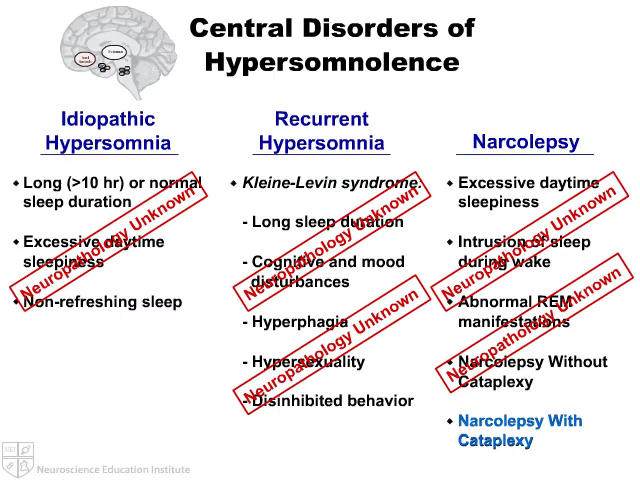 Central Disorders of
Hypersomnolence
Idiopathic
Hypersomnia
◆ Long (>10 hr) or normal
sleep duration
◆ Excessive daytime
sleepiness
◆ Non-refreshing sleep
Neuropathology Unknown
Recurrent
Hypersomnia
◆ Kleine-Levin syndrome:
- Long sleep duration
- Cognitive and mood
disturbances
- Hyperphagia
- Hypersexuality
- Disinhibited behavior
Neuropathology Unknown
Neuropathology Unknown
Narcolepsy
◆ Excessive daytime
sleepiness
◆ Intrusion of sleep
during wake
◆ Abnormal REM
manifestations
◆ Narcolepsy Without
Cataplexy
◆ Narcolepsy With
Cataplexy
Neuropathology Unknown
Neuropathology Unknown
NEI
Neuroscience Education Institute